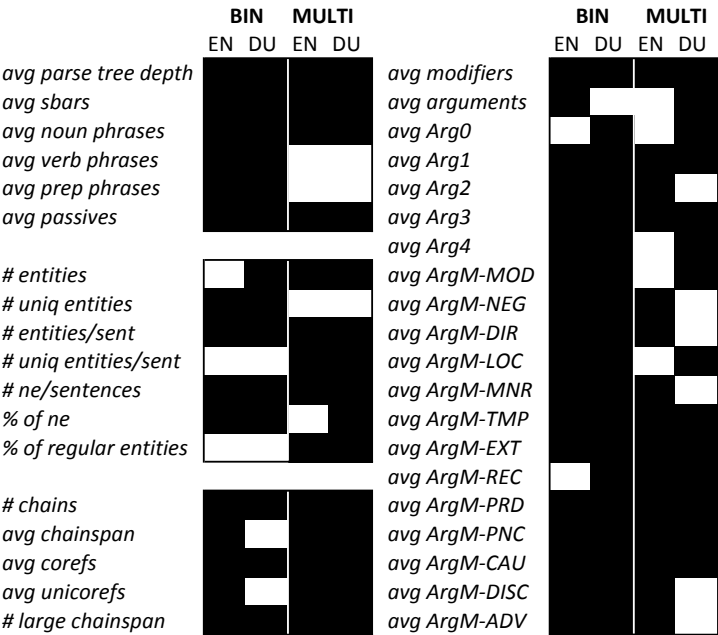 BIN MULTI
EN DU EN DU
avg parse tree depth
avg sbars
avg noun phrases
avg verb phrases
avg prep phrases
avg passives
# entities
# uniq entities
# entities/sent
# uniq entities/sent
# ne/sentences
% of ne
% of regular entities
# chains
avg chainspan
avg corefs
avg unicorefs
# large chainspan
BIN MULTI
EN DU EN DU
avg modifiers
avg arguments
avg Arg0
avg Arg1
avg Arg2
avg Arg3
avg Arg4
avg ArgM-MOD
avg ArgM-NEG
avg ArgM-DIR
avg ArgM-LOC
avg ArgM-MNR
avg ArgM-TMP
avg ArgM-EXT
avg ArgM-REC
avg ArgM-PRD
avg ArgM-PNC
avg ArgM-CAU
avg ArgM-DISC
avg ArgM-ADV